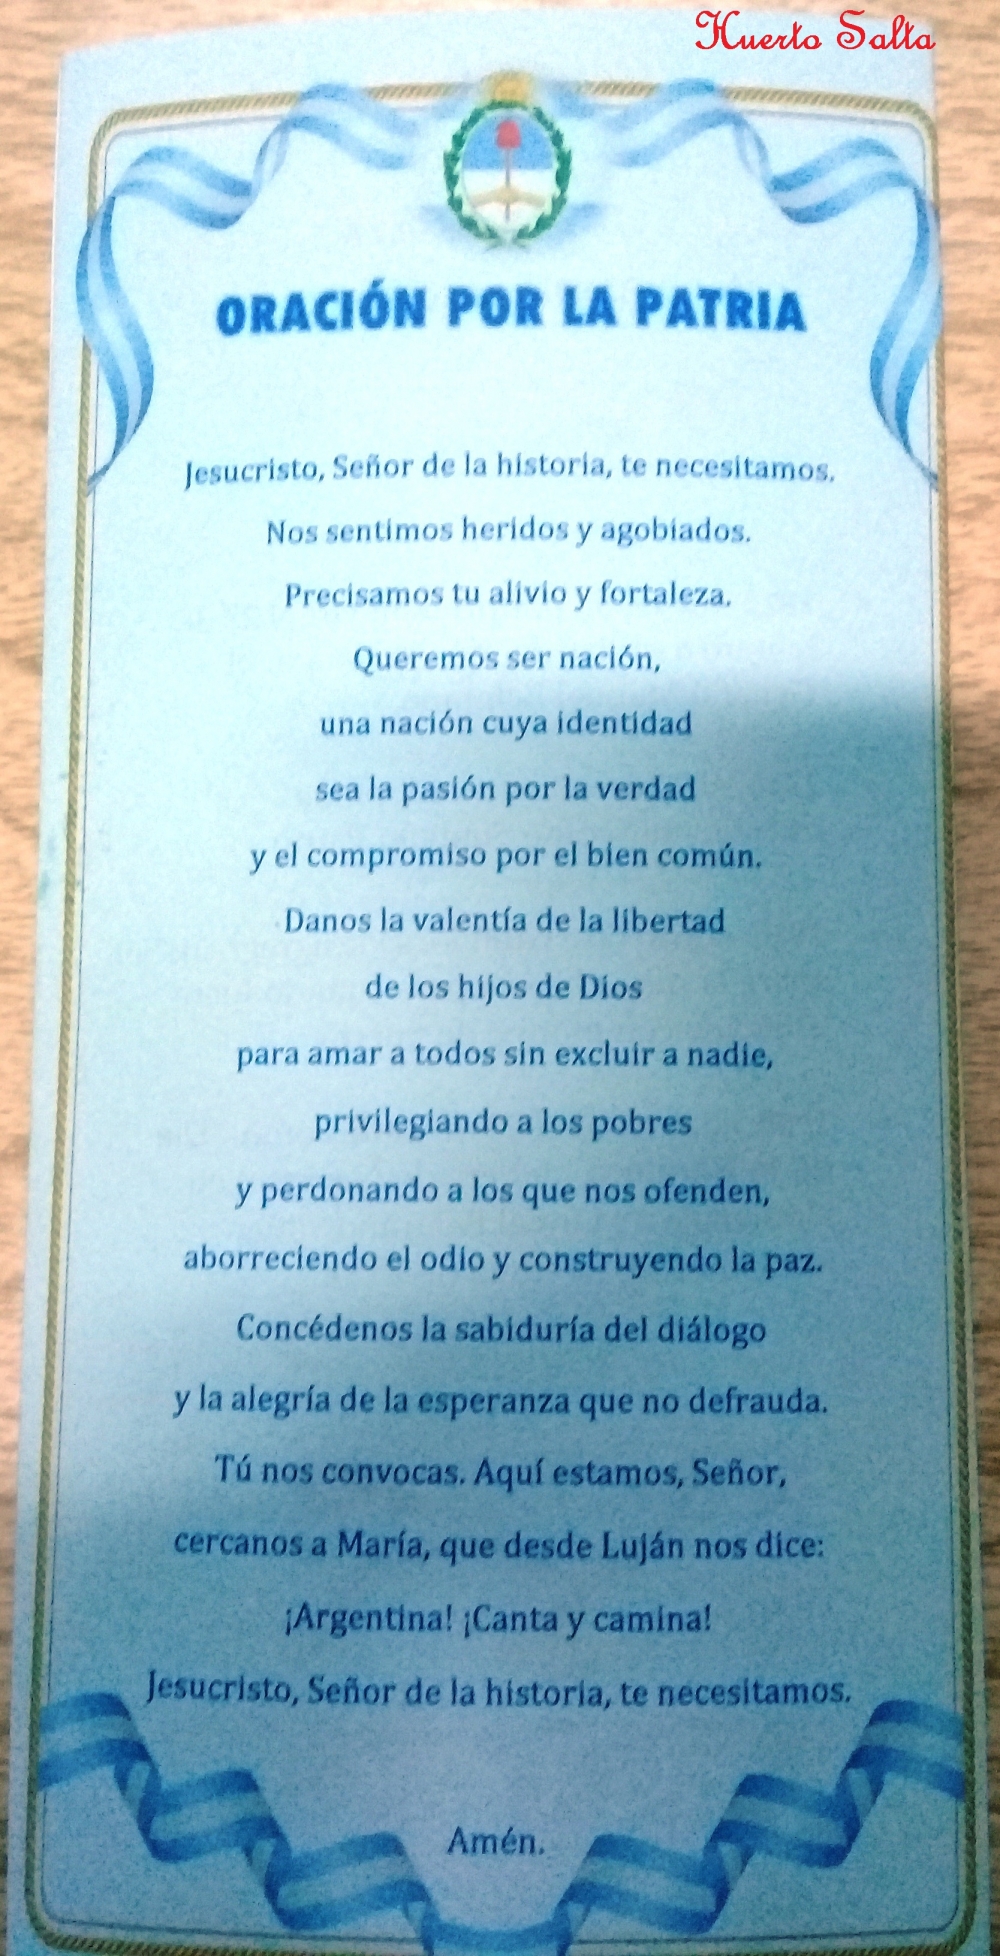 Huerto Salta
ORACIÓN POR LA PATRIA
Jesucristo, Señor de la historia, te necesitamos.
Nos sentimos heridos y agobiados.
Precisamos tu alivio y fortaleza.
Queremos ser nación,
una nación cuya identidad
sea la pasión por la verdad
y el compromiso por el bien común.
Danos la valentía de la libertad
de los hijos de Dios
para amar a todos sin excluir a nadie,
privilegiando a los pobres
y perdonando a los que nos ofenden,
aborreciendo el odio y construyendo la paz.
Concédenos la sabiduría del diálogo
y la alegría de la esperanza que no defrauda.
Tú nos convocas. Aquí estamos, Señor,
cercanos a María, que desde Luján nos dice:
¡Argentina! ¡Canta y camina!
Jesucristo, Señor de la historia, te necesitamos.
Amén.